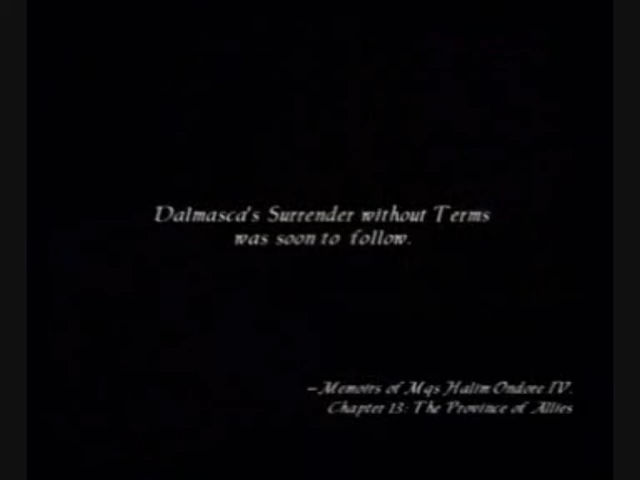 Dalmasca's Surrender without Terms
was soon to follow.
—Memoirs of Mqs Halim Ondore IV.
Chapter 13: The Province of Allies